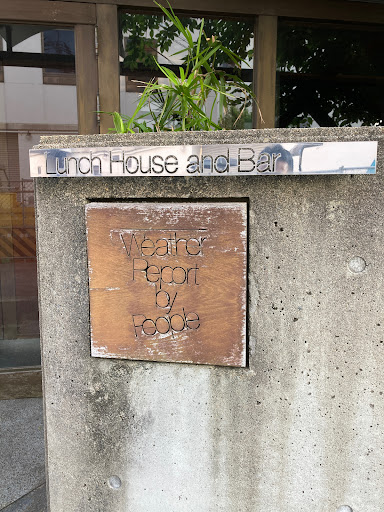 Lunch House and Bar
Weather
Report
by
People